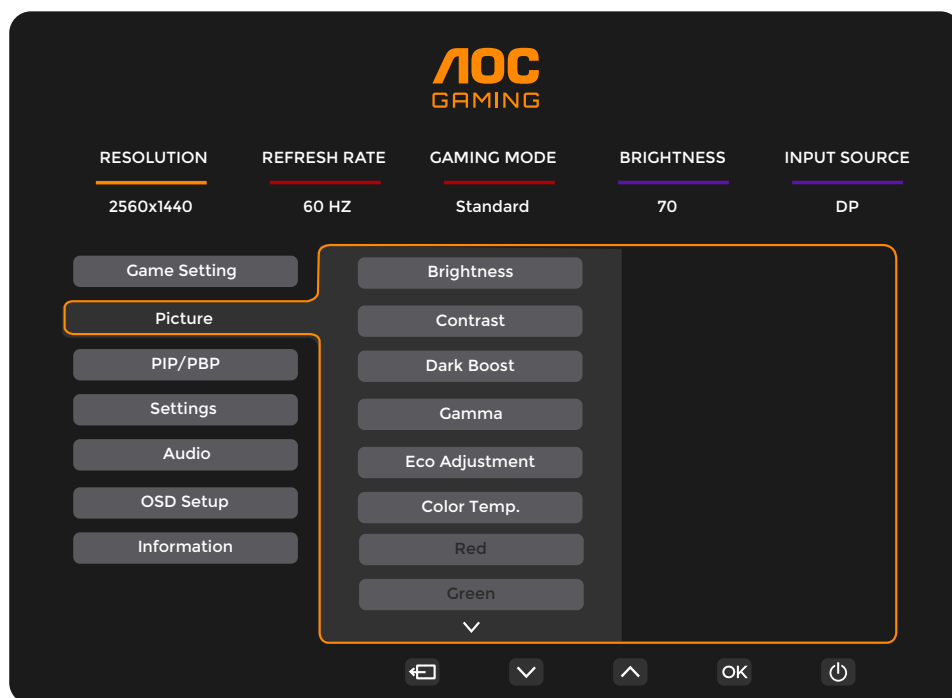 AOC
GAMING
RESOLUTION REFRESH RATE GAMING MODE BRIGHTNESS INPUT SOURCE
2560x1440 60 HZ Standard 70 DP
Game Setting
Picture
PIP/PBP
Settings
Audio
OSD Setup
Information
Brightness
Contrast
Dark Boost
Gamma
Eco Adjustment
Color Temp.
Red
Green
OK